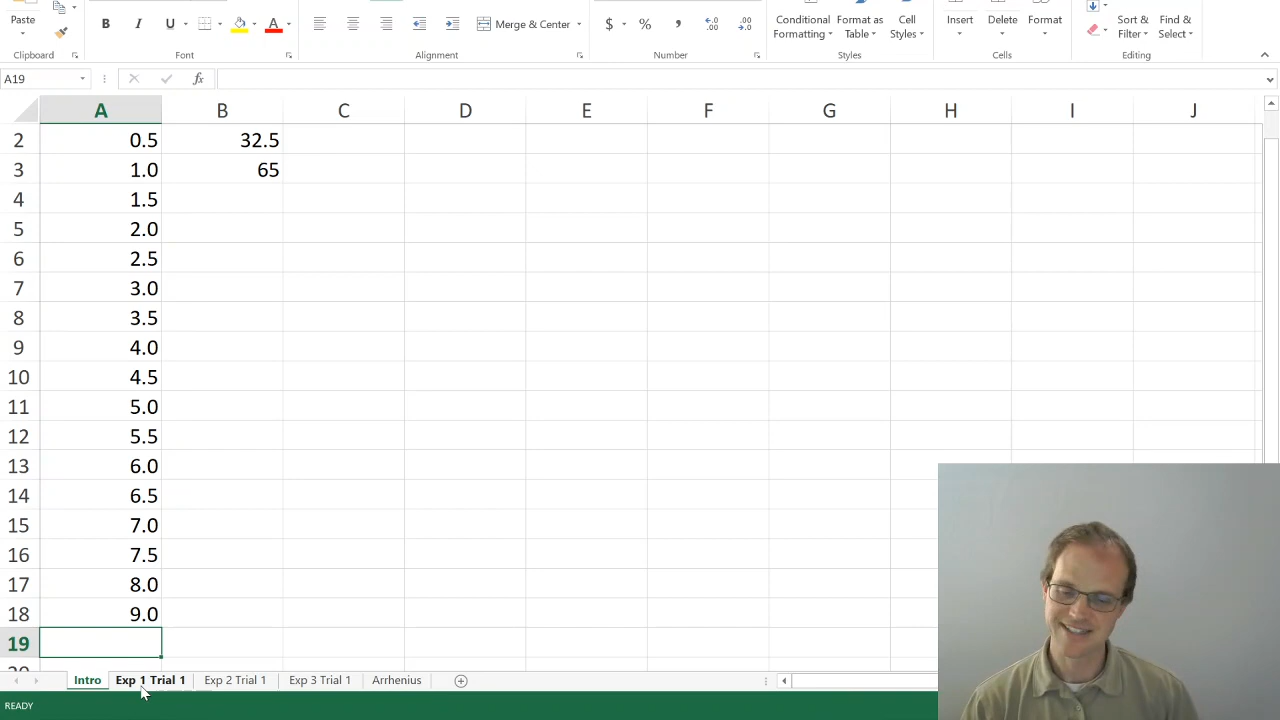 Paste
B I U A
Merge & Center
$ % , .00 .0
Conditional Formatting
Format as Table
Cell Styles
Insert
Delete
Format
Sort & Filter
Find & Select
Clipboard Font Alignment Number Styles Cells Editing
A19 fx
A B C D E F G H I J
2 0.5 32.5
3 1.0 65
4 1.5
5 2.0
6 2.5
7 3.0
8 3.5
9 4.0
10 4.5
11 5.0
12 5.5
13 6.0
14 6.5
15 7.0
16 7.5
17 8.0
18 9.0
19
Intro Exp 1 Trial 1 Exp 2 Trial 1 Exp 3 Trial 1 Arrhenius
READY